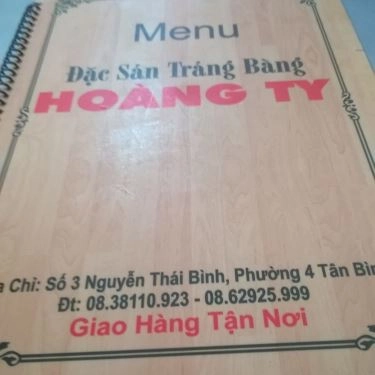 Menu
Đặc Sản Trảng Bàng
HOÀNG TY
Chỉ: Số 3 Nguyễn Thái Bình, Phường 4 Tân
Đt: 08.38110.923 - 08.62925.999
Giao Hàng Tận Nơi